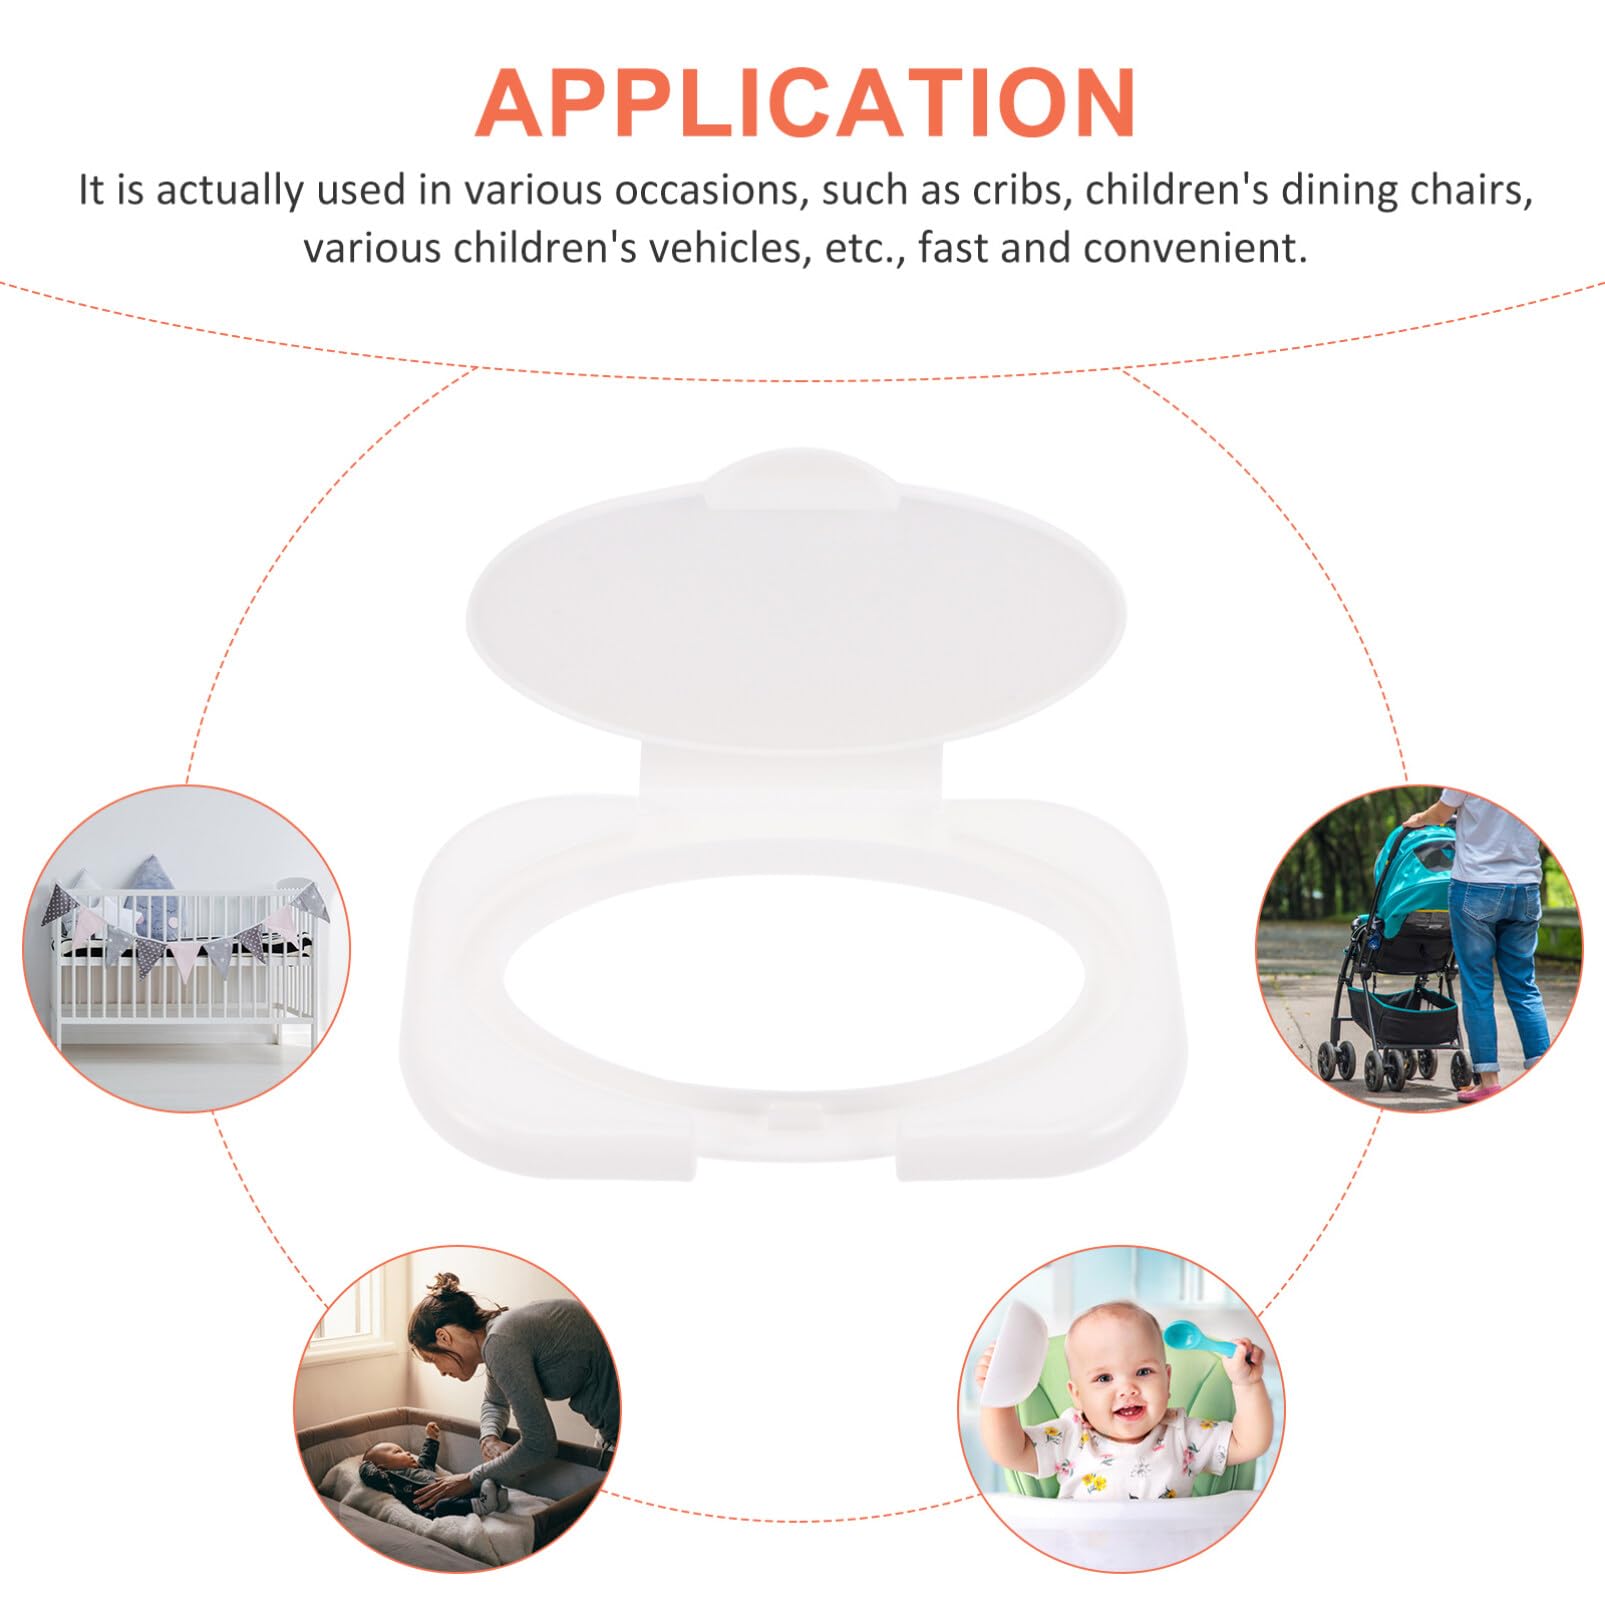 APPLICATION
It is actually used in various occasions, such as cribs, children's dining chairs,
various children's vehicles, etc., fast and convenient.